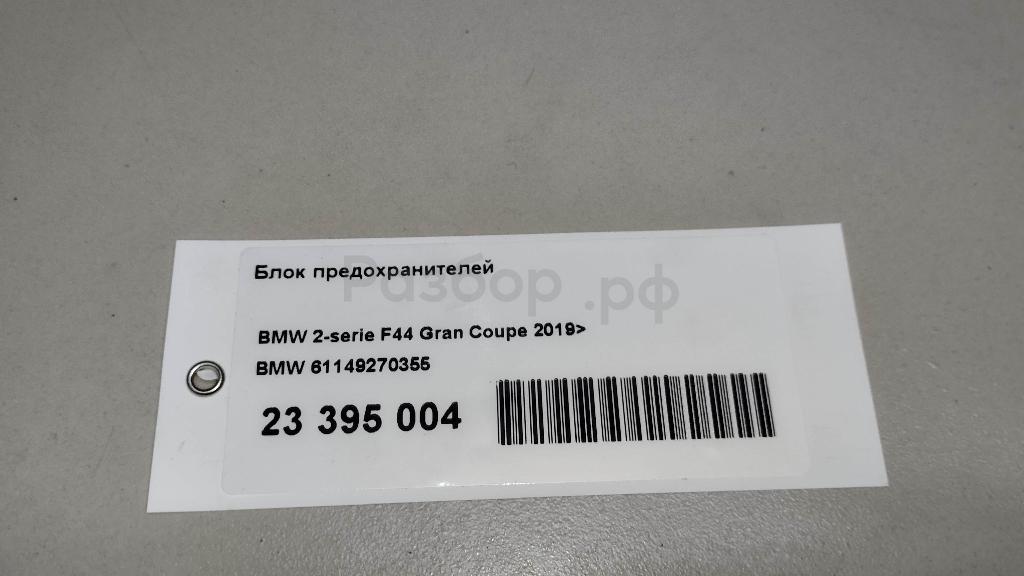 Блок предохранителей
Разбор.рф
BMW 2-serie F44 Gran Coupe 2019>
BMW 61149270355
23 395 004